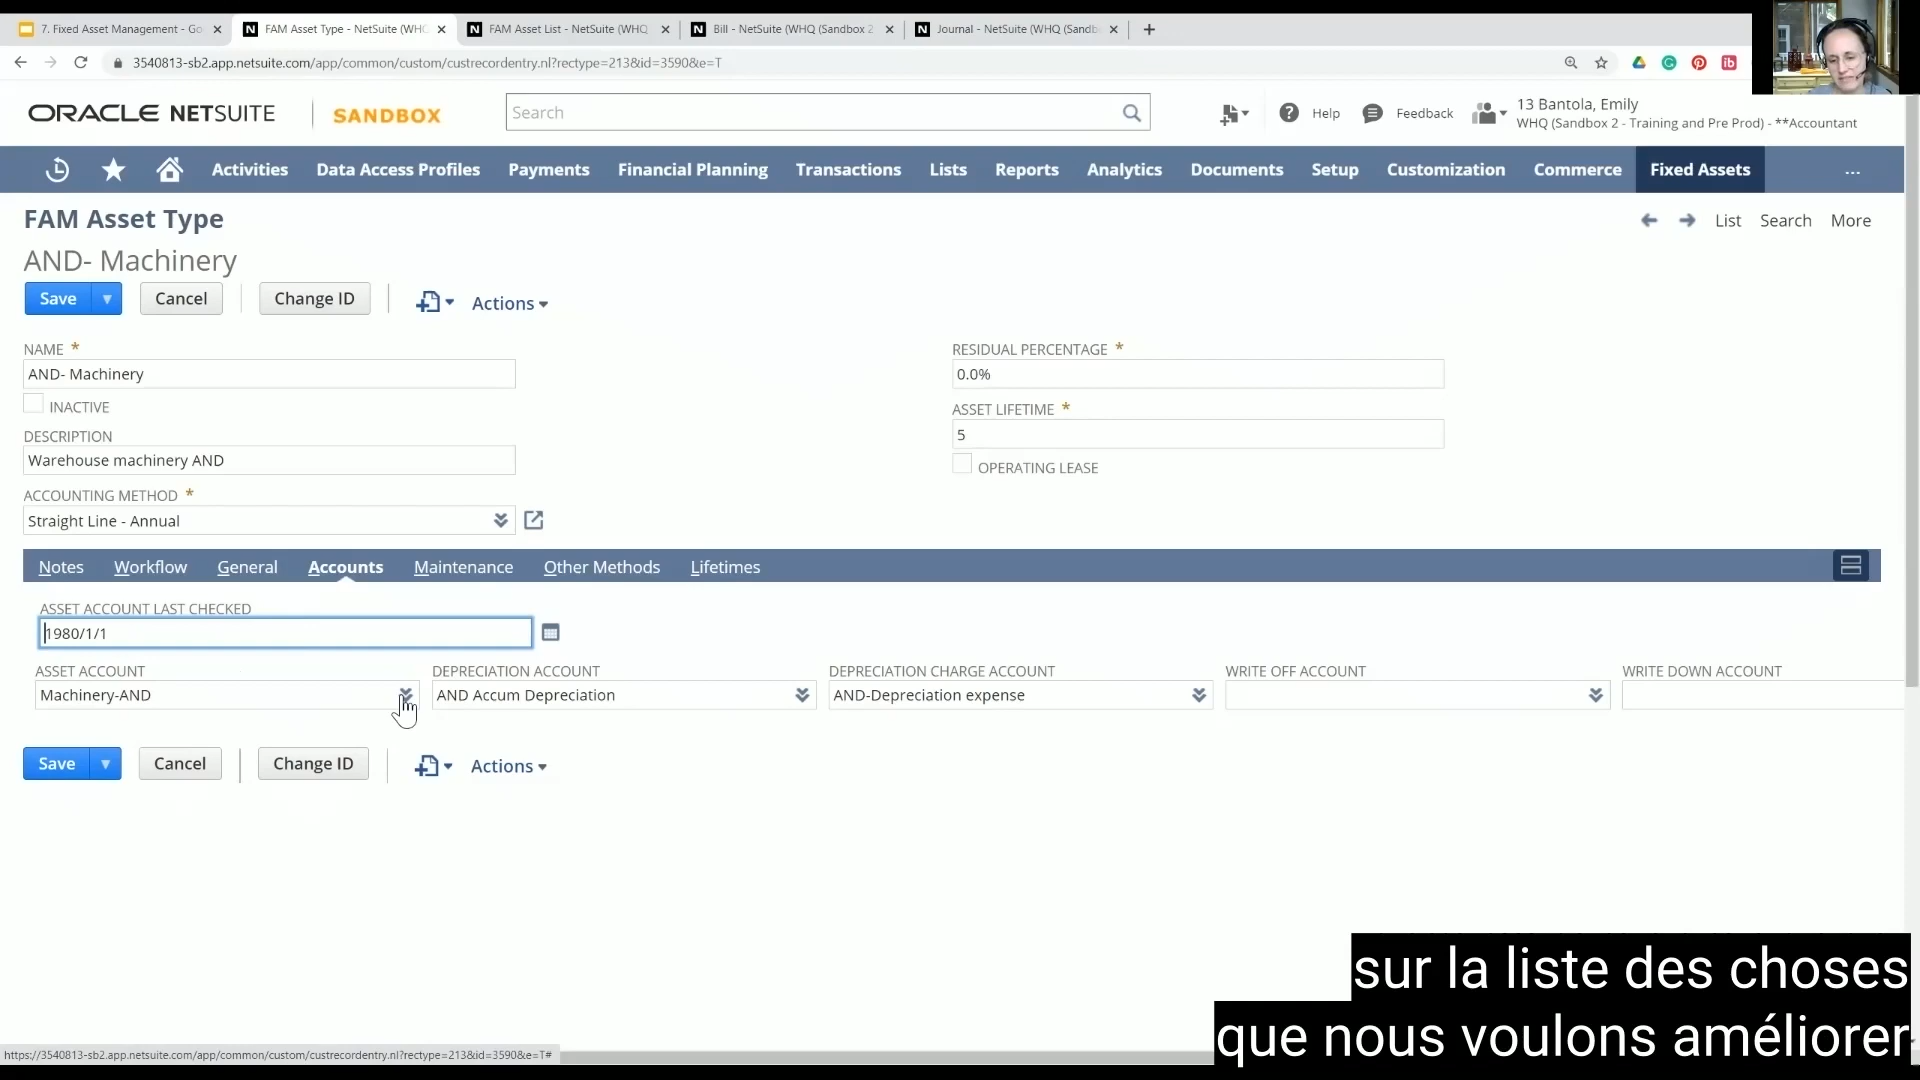 7. Fixed Asset Management - Go
FAM Asset Type - NetSuite (WHQ
FAM Asset List - NetSuite (WHQ
Bill - NetSuite (WHQ (Sandbox 2
Journal - NetSuite (WHQ (Sandb
3540813-sb2.app.netsuite.com/app/common/custom/custrecordentry.nl?rectype=213&id=3590&e=T
ORACLE NETSUITE
SANDBOX
Search
Help
Feedback
13 Bantola, Emily
WHQ (Sandbox 2 - Training and Pre Prod) - **Accountant
Activities Data Access Profiles Payments Financial Planning Transactions Lists Reports Analytics Documents Setup Customization Commerce Fixed Assets ...
FAM Asset Type
List Search More
AND- Machinery
Save Cancel Change ID Actions
NAME *
AND- Machinery
INACTIVE
DESCRIPTION
Warehouse machinery AND
ACCOUNTING METHOD *
Straight Line - Annual
RESIDUAL PERCENTAGE *
0.0%
ASSET LIFETIME *
5
OPERATING LEASE
Notes Workflow General Accounts Maintenance Other Methods Lifetimes
ASSET ACCOUNT LAST CHECKED
1980/1/1
ASSET ACCOUNT DEPRECIATION ACCOUNT DEPRECIATION CHARGE ACCOUNT WRITE OFF ACCOUNT WRITE DOWN ACCOUNT
Machinery-AND AND Accum Depreciation AND-Depreciation expense
Save Cancel Change ID Actions
sur la liste des choses
que nous voulons améliorer
https://3540813-sb2.app.netsuite.com/app/common/custom/custrecordentry.nl?rectype=213&id=3590&e=T#